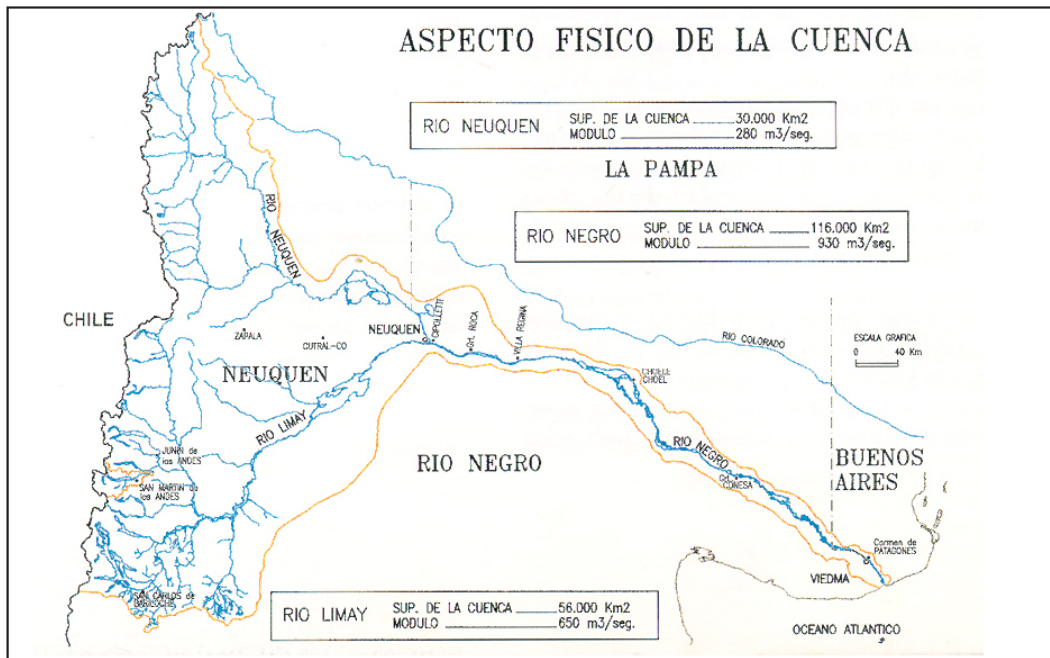 ASPECTO FISICO DE LA CUENCA
RIO NEUQUEN
SUP. DE LA CUENCA 30.000 Km2
MODULO 280 m3/seg.
LA PAMPA
RIO NEGRO
SUP. DE LA CUENCA 116.000 Km2
MODULO 930 m3/seg.
RIO NEUQUEN
CHILE
ZAPALA
CUTRAL-CO
NEUQUEN
CIPOLLETTI
Grl. ROCA
VILLA REGINA
RIO COLORADO
ESCALA GRAFICA
0 40 Km
NEUQUEN
CHOELE
CHOEL
RIO LIMAY
JUNIN de
los ANDES
SAN MARTIN de
los ANDES
RIO NEGRO
RIO NEGRO
CONESA
BUENOS
AIRES
Carmen de
PATAGONES
VIEDMA
SAN CARLOS de
BARILOCHE
RIO LIMAY
SUP. DE LA CUENCA 56.000 Km2
MODULO 650 m3/seg.
OCEANO ATLANTICO